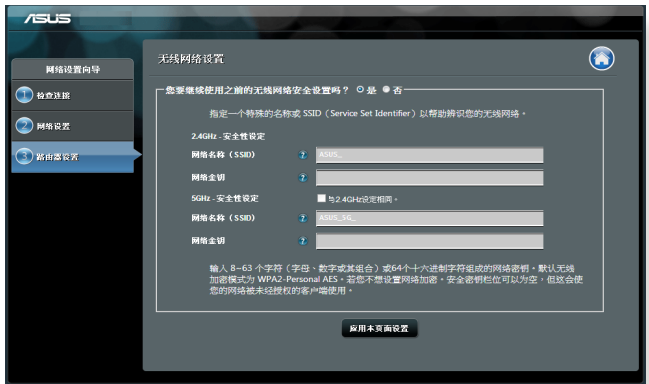 ASUS
网络设置向导
1 检查连接
2 网络设置
3 路由器设置
无线网络设置
您要继续使用之前的无线网络安全设置吗？ 是 否
指定一个特殊的名称或 SSID（Service Set Identifier）以帮助辨识您的无线网络。
2.4GHz - 安全性设定
网络名称（SSID） ? ASUS_
网络金钥 ?
5GHz - 安全性设定 与2.4GHz设定相同。
网络名称（SSID） ? ASUS_5G_
网络金钥 ?
输入 8~63 个字符（字母、数字或其组合）或64个十六进制字符组成的网络密钥。默认无线
加密模式为 WPA2-Personal AES。若您不想设置网络加密，安全密钥栏位可以为空，但这会使
您的网络被未经授权的客户端使用。
应用本页面设置